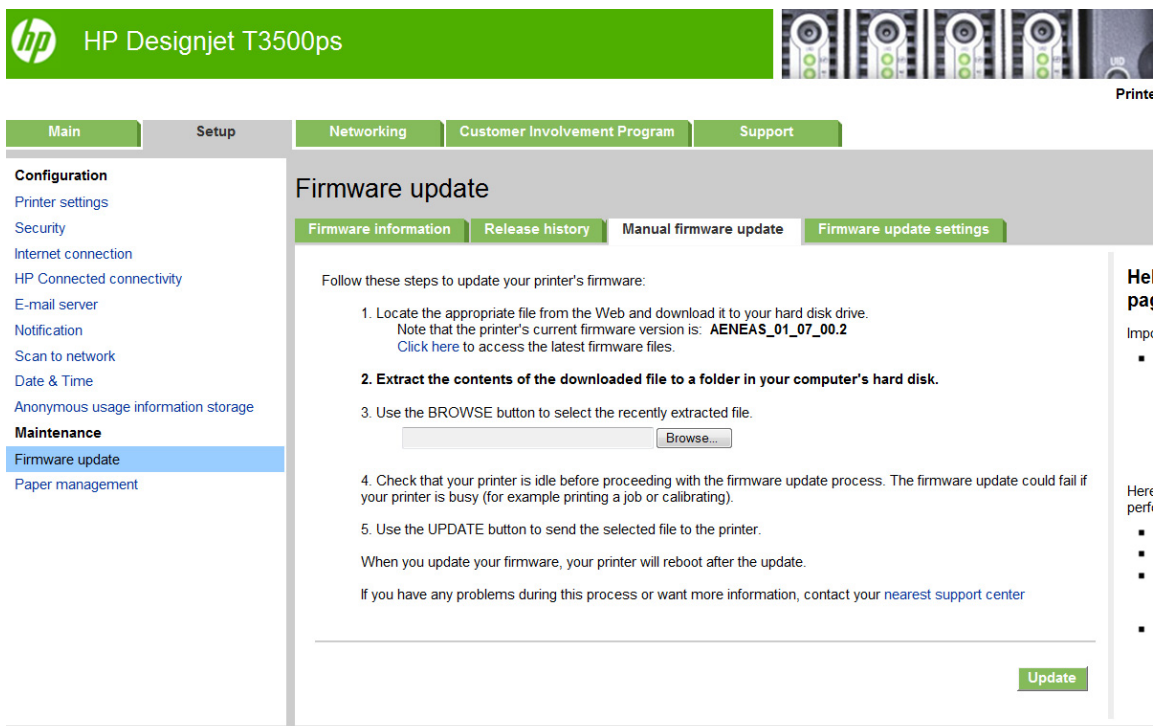 hp HP Designjet T3500ps
UID
Printe
Main Setup Networking Customer Involvement Program Support
Configuration
Printer settings
Security
Internet connection
HP Connected connectivity
E-mail server
Notification
Scan to network
Date & Time
Anonymous usage information storage
Maintenance
Firmware update
Paper management
Firmware update
Firmware information Release history Manual firmware update Firmware update settings
Follow these steps to update your printer's firmware:
1. Locate the appropriate file from the Web and download it to your hard disk drive.
Note that the printer's current firmware version is: AENEAS_01_07_00.2
Click here to access the latest firmware files.
2. Extract the contents of the downloaded file to a folder in your computer's hard disk.
3. Use the BROWSE button to select the recently extracted file.
Browse...
4. Check that your printer is idle before proceeding with the firmware update process. The firmware update could fail if
your printer is busy (for example printing a job or calibrating).
5. Use the UPDATE button to send the selected file to the printer.
When you update your firmware, your printer will reboot after the update.
If you have any problems during this process or want more information, contact your nearest support center
Update
Hel
pag
Impo
Here
perfo